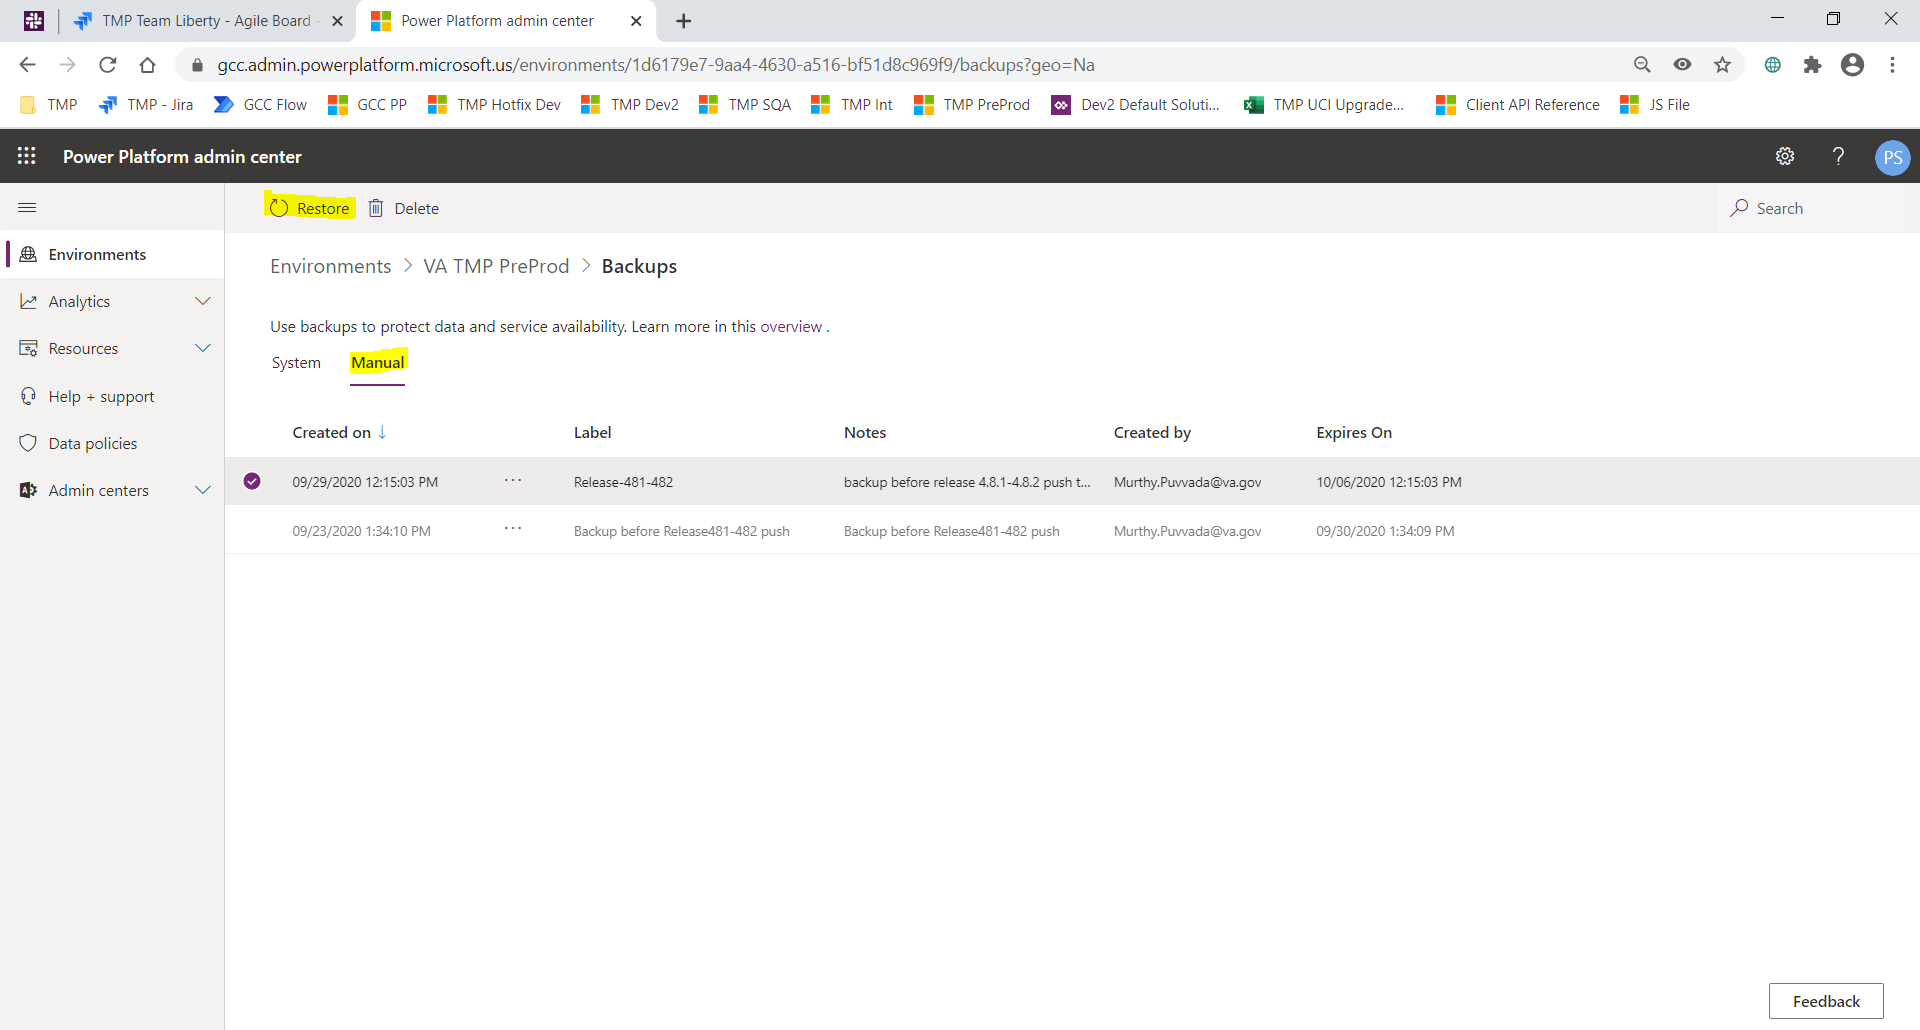 TMP Team Liberty - Agile Board -
Power Platform admin center
gcc.admin.powerplatform.microsoft.us/environments/1d6179e7-9aa4-4630-a516-bf51d8c969f9/backups?geo=Na
TMP TMP - Jira GCC Flow GCC PP TMP Hotfix Dev TMP Dev2 TMP SQA TMP Int TMP PreProd Dev2 Default Soluti... TMP UCI Upgrade... Client API Reference JS File
Power Platform admin center
? PS
Restore Delete
Search
Environments
Analytics
Resources
Help + support
Data policies
Admin centers
Environments > VA TMP PreProd > Backups
Use backups to protect data and service availability. Learn more in this overview .
System Manual
Created on ↓ Label Notes Created by Expires On
09/29/2020 12:15:03 PM ... Release-481-482 backup before release 4.8.1-4.8.2 push t... Murthy.Puvvada@va.gov 10/06/2020 12:15:03 PM
09/23/2020 1:34:10 PM ... Backup before Release481-482 push Backup before Release481-482 push Murthy.Puvvada@va.gov 09/30/2020 1:34:09 PM
Feedback